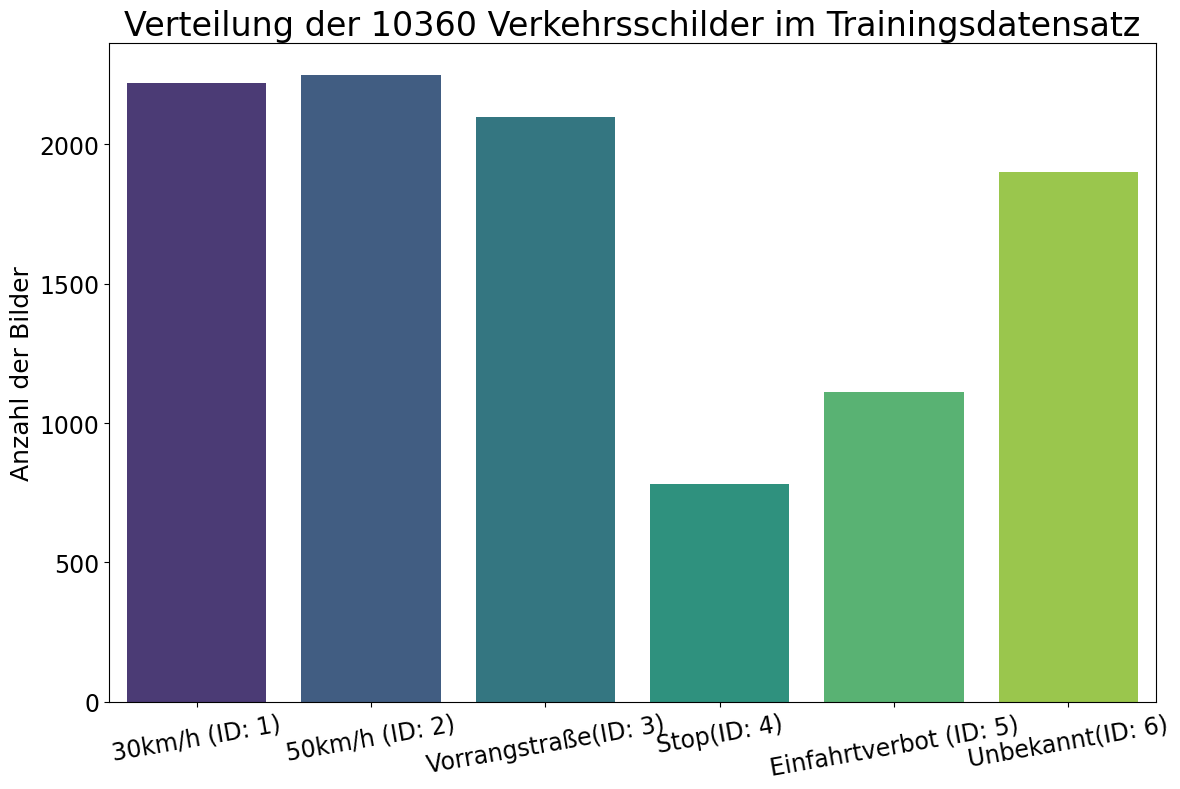 Verteilung der 10360 Verkehrsschilder im Trainingsdatensatz
Anzahl der Bilder
2000
1500
1000
500
0
30km/h (ID: 1)
50km/h (ID: 2)
Vorrangstraße(ID: 3)
Stop(ID: 4)
Einfahrtverbot (ID: 5)
Unbekannt(ID: 6)